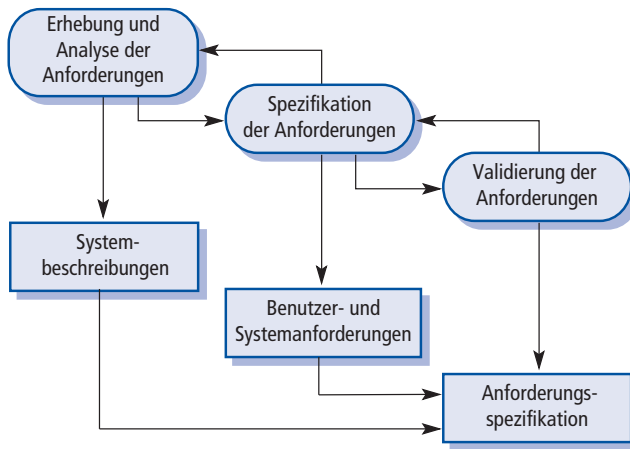 Erhebung und
Analyse der
Anforderungen
Spezifikation
der Anforderungen
Validierung der
Anforderungen
System-
beschreibungen
Benutzer- und
Systemanforderungen
Anforderungs-
spezifikation